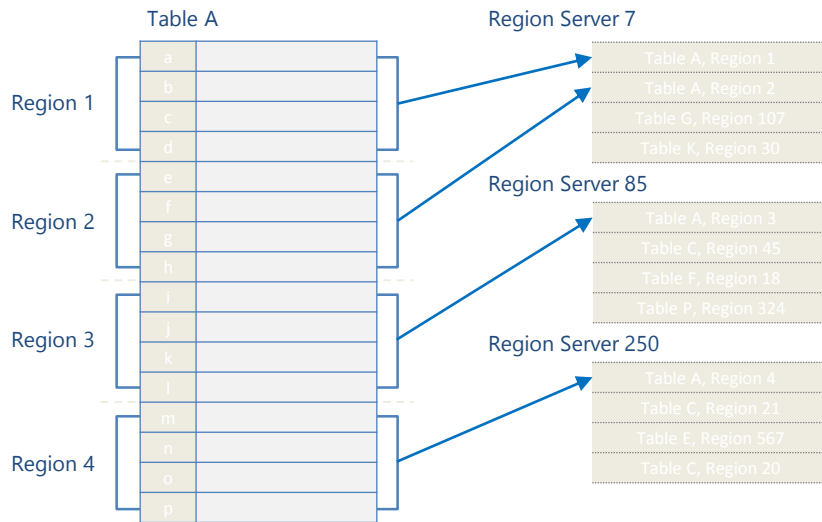 Table A
Region 1
a
b
c
d
Region 2
e
f
g
h
Region 3
i
j
k
l
Region 4
m
n
o
p
Region Server 7
Table A, Region 1
Table A, Region 2
Table G, Region 107
Table K, Region 30
Region Server 85
Table A, Region 3
Table C, Region 45
Table F, Region 18
Table P, Region 324
Region Server 250
Table A, Region 4
Table C, Region 21
Table E, Region 567
Table C, Region 20